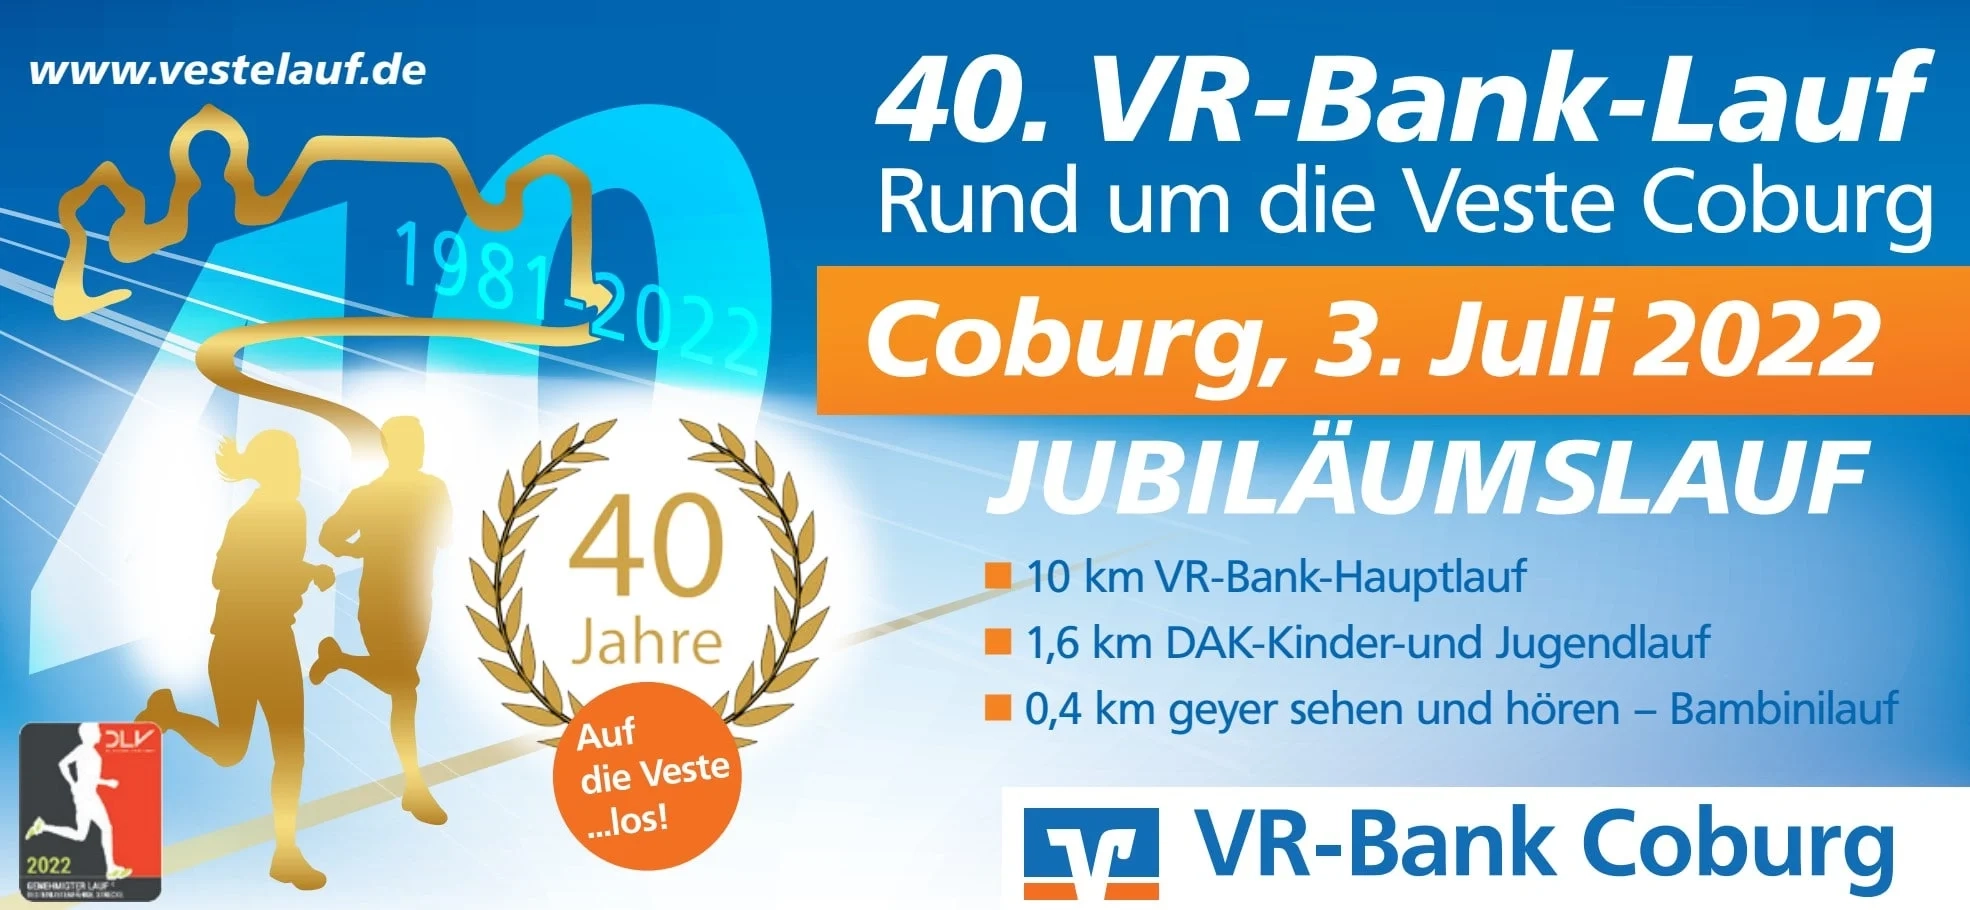 www.vestelauf.de
40. VR-Bank-Lauf
Rund um die Veste Coburg
1981-2022
Coburg, 3. Juli 2022
JUBILÄUMSLAUF
40
Jahre
10 km VR-Bank-Hauptlauf
1,6 km DAK-Kinder-und Jugendlauf
0,4 km geyer sehen und hören – Bambinilauf
Auf
die Veste
...los!
DLV
2022
GENEHMIGTER LAUF
VR-Bank Coburg